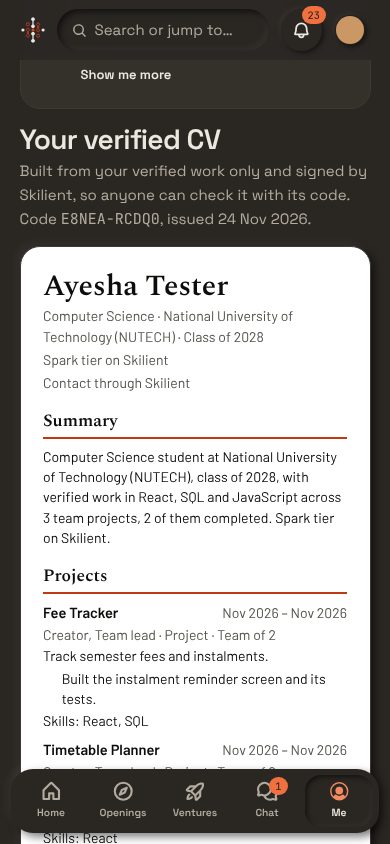 Search or jump to...
23
Show me more
Your verified CV
Built from your verified work only and signed by
Skilient, so anyone can check it with its code.
Code E8NEA-RCDQ0, issued 24 Nov 2026.
Ayesha Tester
Computer Science · National University of
Technology (NUTECH) · Class of 2028
Spark tier on Skilient
Contact through Skilient
Summary
Computer Science student at National University
of Technology (NUTECH), class of 2028, with
verified work in React, SQL and JavaScript across
3 team projects, 2 of them completed. Spark tier
on Skilient.
Projects
Fee Tracker Nov 2026 – Nov 2026
Creator, Team lead · Project · Team of 2
Track semester fees and instalments.
Built the instalment reminder screen and its
tests.
Skills: React, SQL
Timetable Planner Nov 2026 – Nov 2026
1
Home Openings Ventures Chat Me
Skills: React